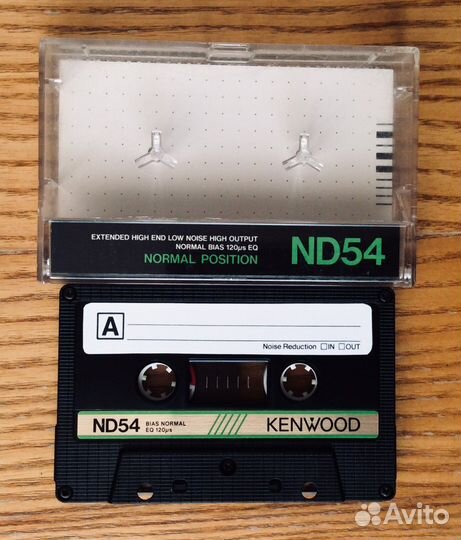 EXTENDED HIGH END LOW NOISE HIGH OUTPUT
NORMAL BIAS 120µs EQ
NORMAL POSITION
ND54
A
Noise Reduction □IN □OUT
ND54
BIAS NORMAL
EQ 120µs
KENWOOD
Avito